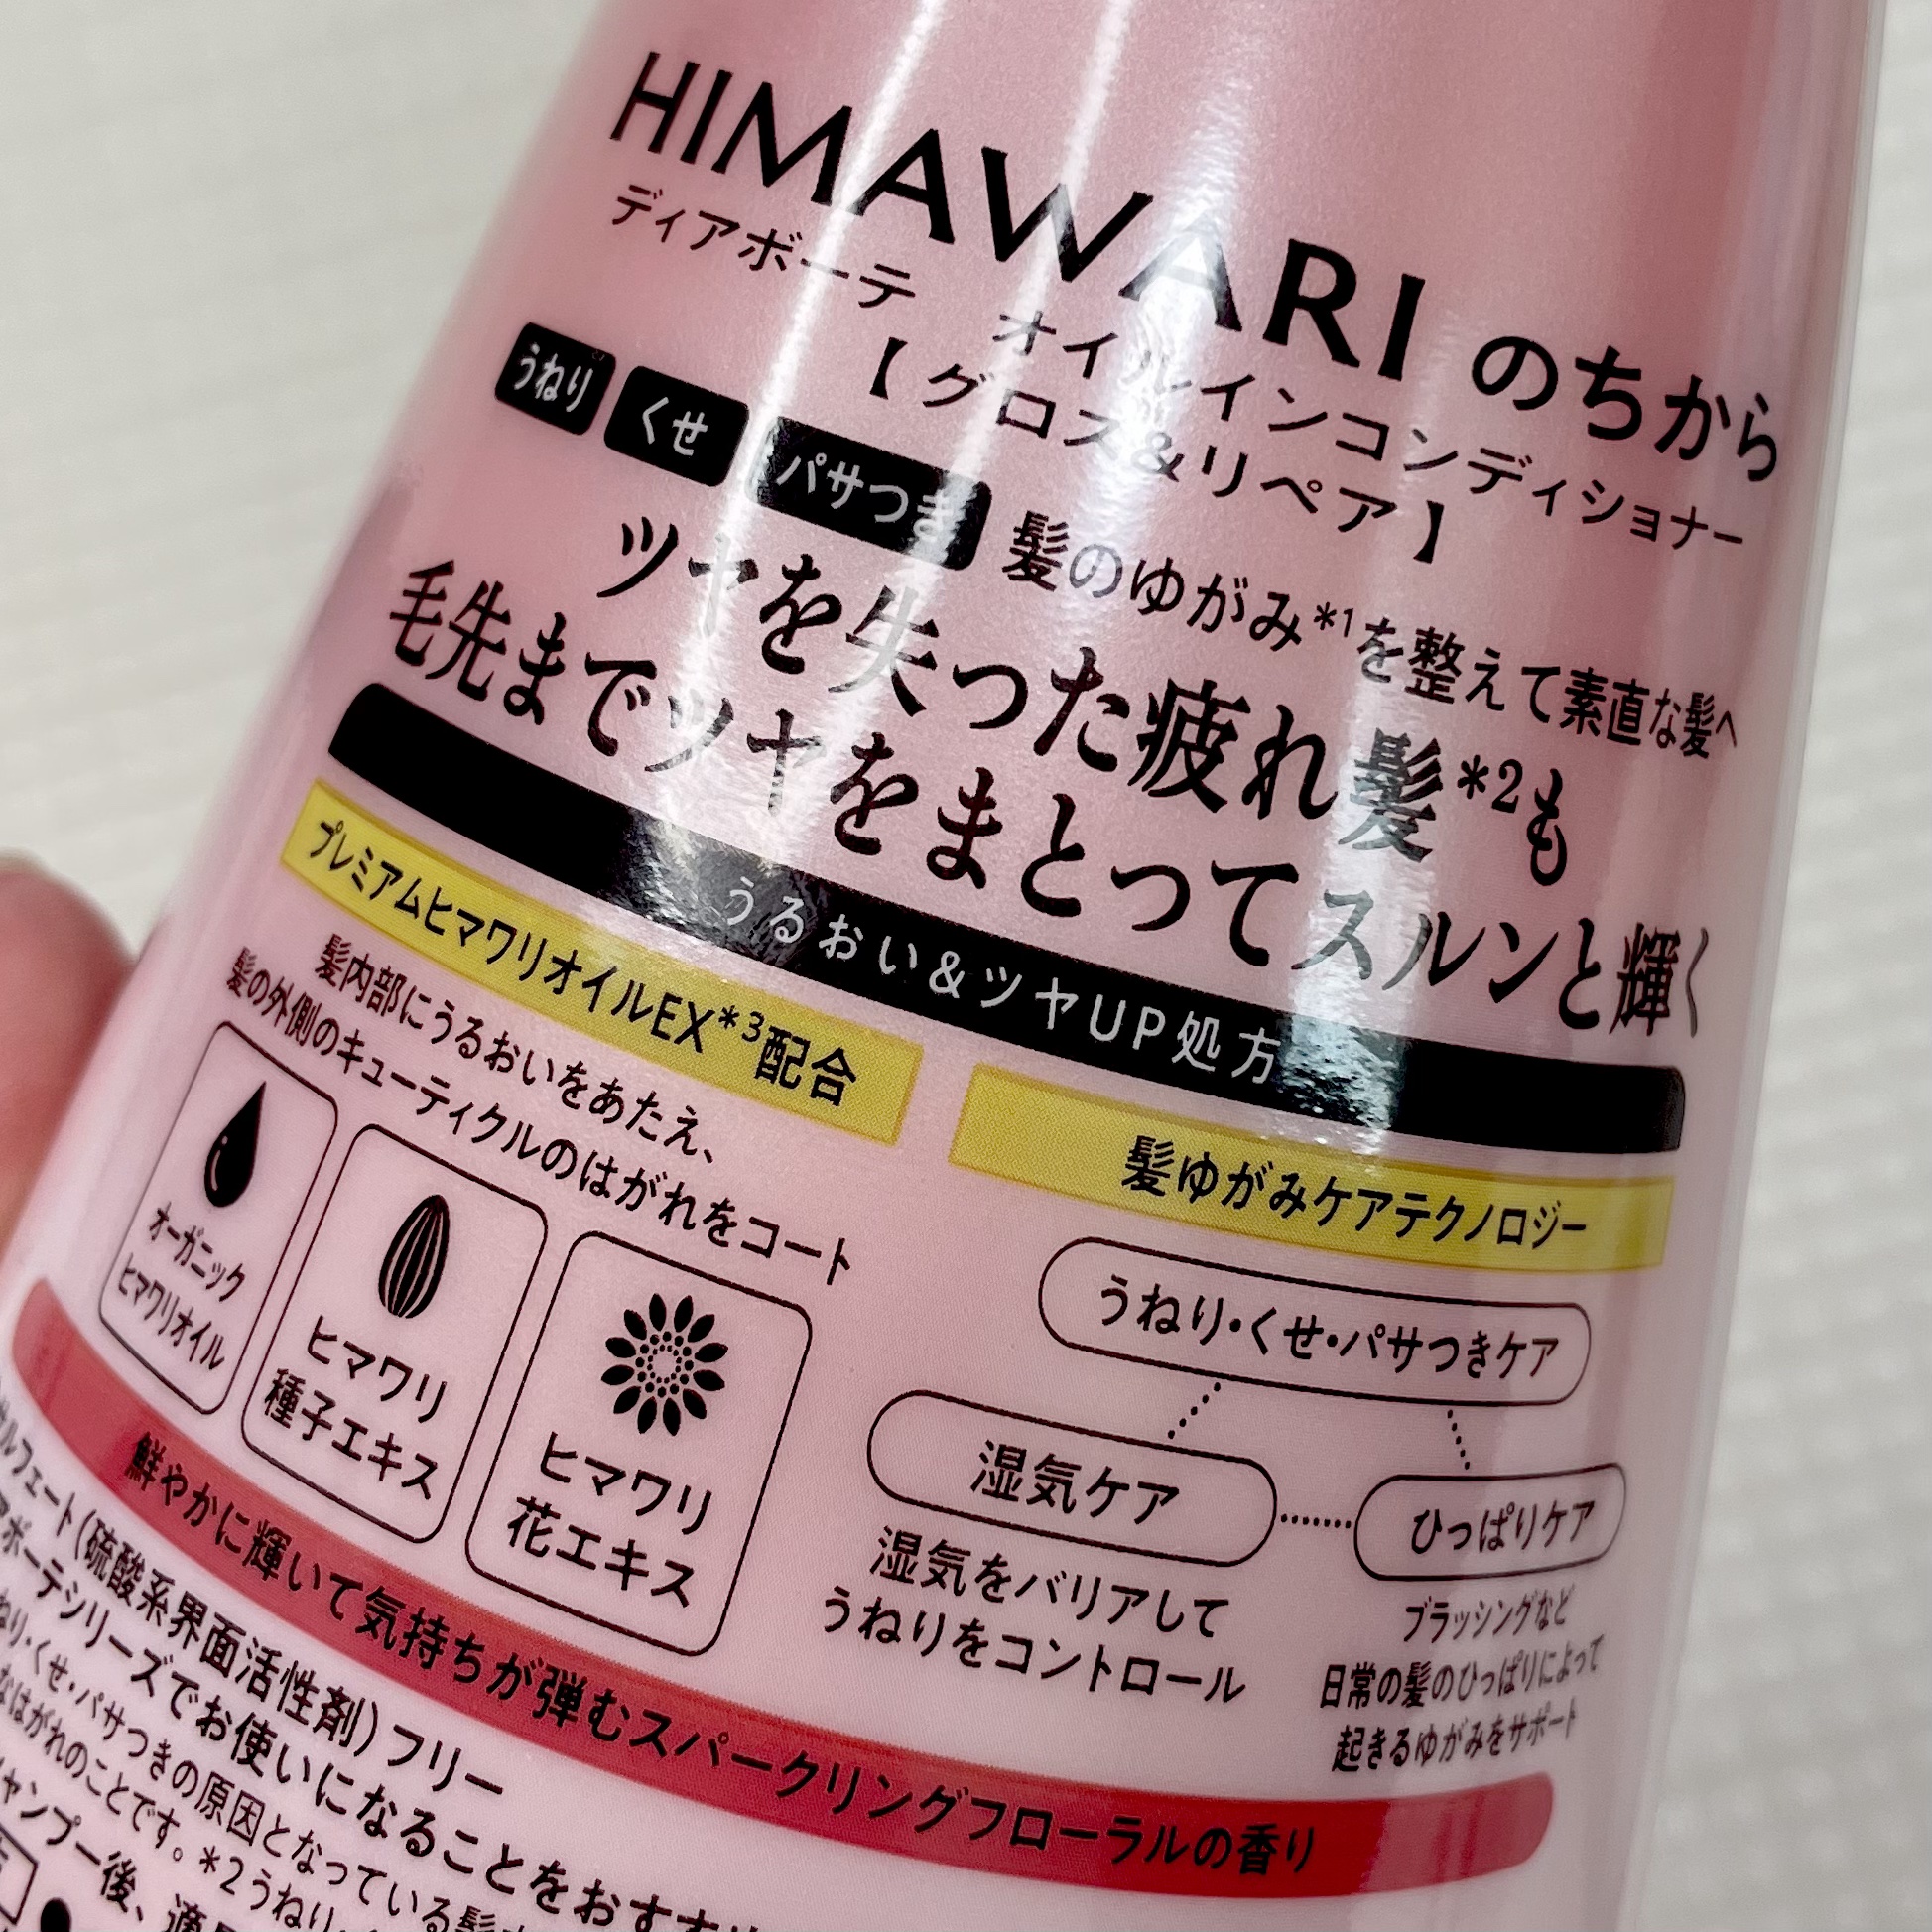 HIMAWARI のちから
ディアボーテ オイルインコンディショナー
【グロス&リペア】
うねり くせ パサつき 髪のゆがみ*1を整えて素直な髪へ
ツヤを失った疲れ髪*2も
毛先までツヤをまとってスルンと輝く
うるおい&ツヤUP処方
プレミアムヒマワリオイルEX*3配合
髪内部にうるおいをあたえ、
髪の外側のキューティクルのはがれをコート
オーガニック
ヒマワリオイル
ヒマワリ
種子エキス
ヒマワリ
花エキス
髪ゆがみケアテクノロジー
うねり・くせ・パサつきケア
湿気ケア
湿気をバリアして
うねりをコントロール
ひっぱりケア
ブラッシングなど
日常の髪のひっぱりによって
起きるゆがみをサポート
鮮やかに輝いて気持ちが弾むスパークリングフローラルの香り
ルフェート(硫酸系界面活性剤)フリー
アボーテシリーズでお使いになることをおすすめ
ねり・くせ・パサつきの原因となっている髪
なはがれのことです。*2うねり・
ャンプー後、適